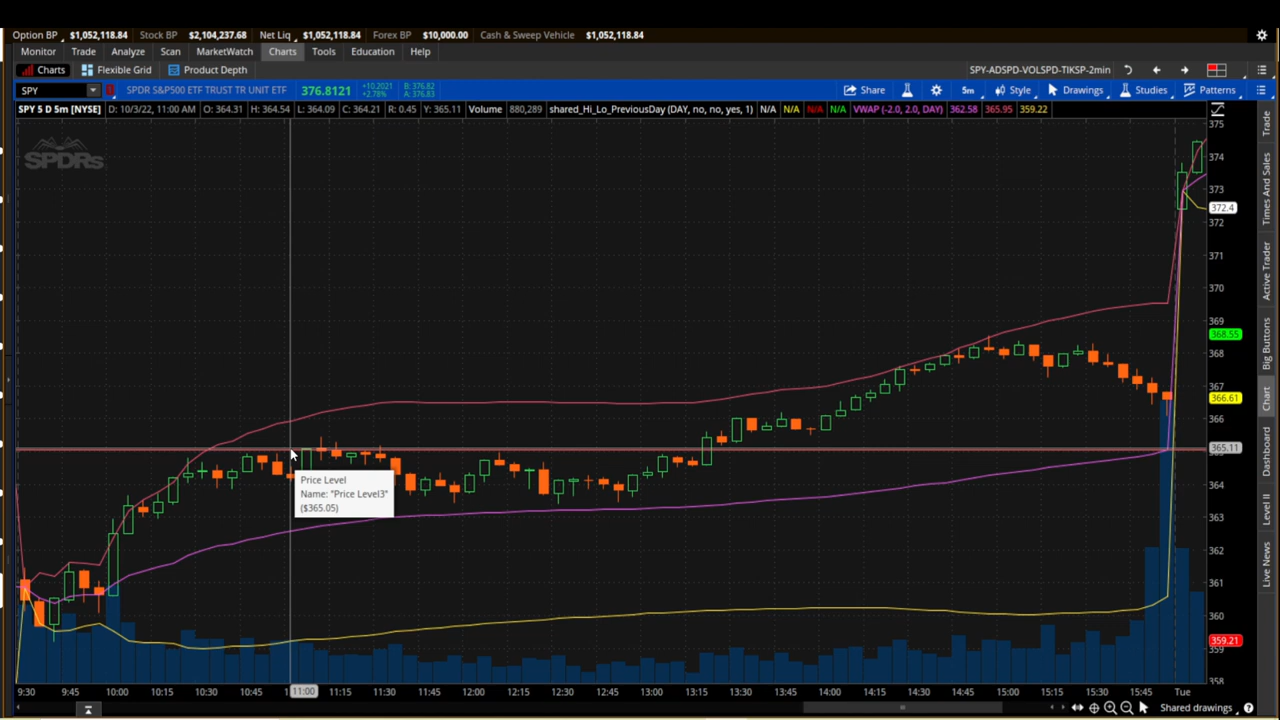 Option BP $1,052,118.84 Stock BP $2,104,237.68 Net Liq $1,052,118.84 Forex BP $10,000.00 Cash & Sweep Vehicle $1,052,118.84
Monitor Trade Analyze Scan MarketWatch Charts Tools Education Help
Charts Flexible Grid Product Depth SPY-ADSPD-VOLSPD-TIKSP-2min
SPY SPDR S&P500 ETF TRUST TR UNIT ETF 376.8121 +10.2021 +2.78% B: 376.82 A: 376.83 Share 5m Style Drawings Studies Patterns
SPY 5 D 5m [NYSE] D: 10/3/22, 11:00 AM O: 364.31 H: 364.54 L: 364.09 C: 364.21 R: 0.45 Y: 365.11 Volume 880,289 shared_Hi_Lo_PreviousDay (DAY, no, no, yes, 1) N/A N/A N/A N/A VWAP (-2.0, 2.0, DAY) 362.58 365.95 359.22
SPDRs
Price Level
Name: "Price Level3"
($365.05)
375
374
373
372.4
372
371
370
369
368.55
368
367
366.61
366
365.11
364
363
362
361
360
359.21
359
358
9:30 9:45 10:00 10:15 10:30 10:45 11:00 11:15 11:30 11:45 12:00 12:15 12:30 12:45 13:00 13:15 13:30 13:45 14:00 14:15 14:30 14:45 15:00 15:15 15:30 15:45 Tue
Shared drawings
Trade
Times And Sales
Active Trader
Big Buttons
Chart
Dashboard
Level II
Live News